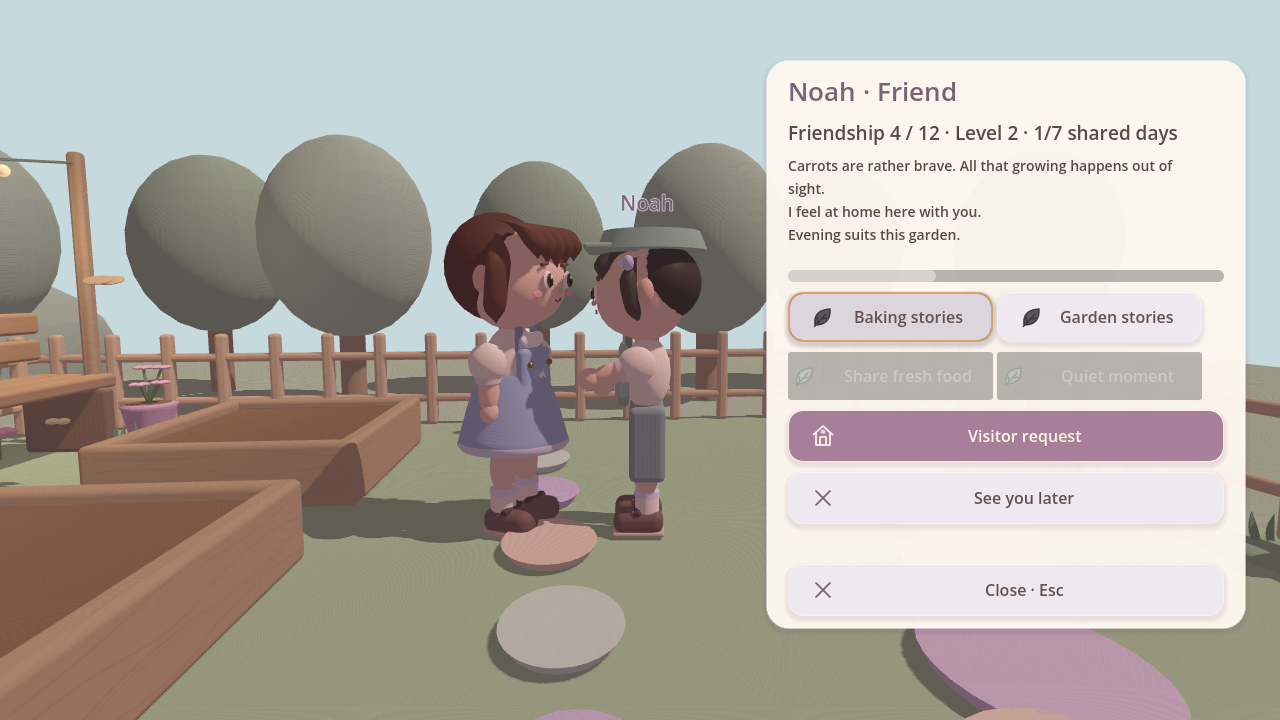 Noah
Noah · Friend
Friendship 4 / 12 · Level 2 · 1/7 shared days
Carrots are rather brave. All that growing happens out of
sight.
I feel at home here with you.
Evening suits this garden.
Baking stories
Garden stories
Share fresh food
Quiet moment
Visitor request
See you later
Close · Esc